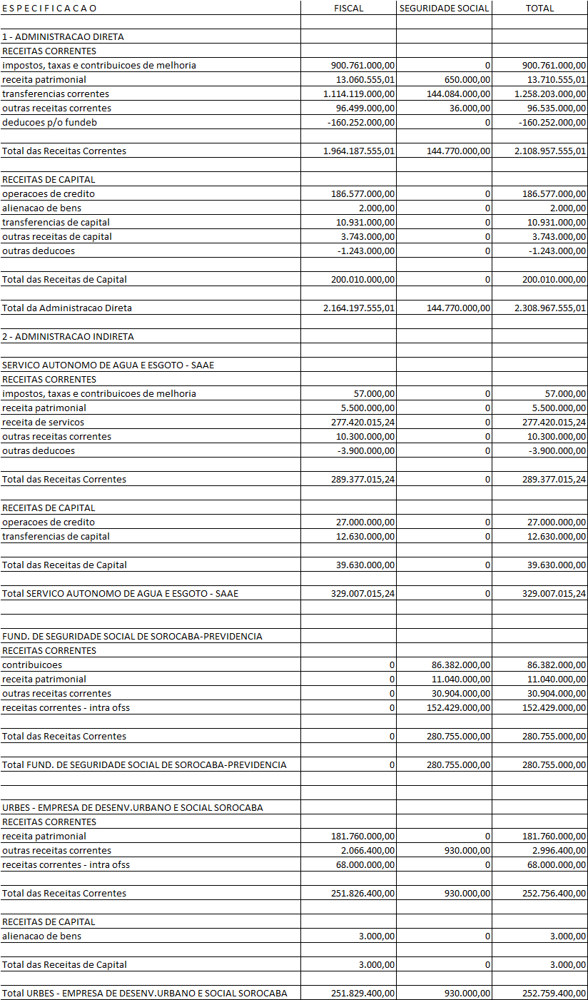 E S P E C I F I C A C A O FISCAL SEGURIDADE SOCIAL TOTAL
1 - ADMINISTRACAO DIRETA
RECEITAS CORRENTES
impostos, taxas e contribuicoes de melhoria 900.761.000,00 0 900.761.000,00
receita patrimonial 13.060.555,01 650.000,00 13.710.555,01
transferencias correntes 1.114.119.000,00 144.084.000,00 1.258.203.000,00
outras receitas correntes 96.499.000,00 36.000,00 96.535.000,00
deducoes p/o fundeb -160.252.000,00 0 -160.252.000,00
Total das Receitas Correntes 1.964.187.555,01 144.770.000,00 2.108.957.555,01
RECEITAS DE CAPITAL
operacoes de credito 186.577.000,00 0 186.577.000,00
alienacao de bens 2.000,00 0 2.000,00
transferencias de capital 10.931.000,00 0 10.931.000,00
outras receitas de capital 3.743.000,00 0 3.743.000,00
outras deducoes -1.243.000,00 0 -1.243.000,00
Total das Receitas de Capital 200.010.000,00 0 200.010.000,00
Total da Administracao Direta 2.164.197.555,01 144.770.000,00 2.308.967.555,01
2 - ADMINISTRACAO INDIRETA
SERVICO AUTONOMO DE AGUA E ESGOTO - SAAE
RECEITAS CORRENTES
impostos, taxas e contribuicoes de melhoria 57.000,00 0 57.000,00
receita patrimonial 5.500.000,00 0 5.500.000,00
receita de servicos 277.420.015,24 0 277.420.015,24
outras receitas correntes 10.300.000,00 0 10.300.000,00
outras deducoes -3.900.000,00 0 -3.900.000,00
Total das Receitas Correntes 289.377.015,24 0 289.377.015,24
RECEITAS DE CAPITAL
operacoes de credito 27.000.000,00 0 27.000.000,00
transferéncias de capital 12.630.000,00 0 12.630.000,00
Total das Receitas de Capital 39.630.000,00 0 39.630.000,00
Total SERVICO AUTONOMO DE AGUA E ESGOTO - SAAE 329.007.015,24 0 329.007.015,24
FUND. DE SEGURIDADE SOCIAL DE SOROCABA-PREVIDENCIA
RECEITAS CORRENTES
contribuicoes 0 86.382.000,00 86.382.000,00
receita patrimonial 0 11.040.000,00 11.040.000,00
outras receitas correntes 0 30.904.000,00 30.904.000,00
receitas correntes - intra ofss 0 152.429.000,00 152.429.000,00
Total das Receitas Correntes 0 280.755.000,00 280.755.000,00
Total FUND. DE SEGURIDADE SOCIAL DE SOROCABA-PREVIDENCIA 0 280.755.000,00 280.755.000,00
URBES - EMPRESA DE DESENV.URBANO E SOCIAL SOROCABA
RECEITAS CORRENTES
receita patrimonial 181.760.000,00 0 181.760.000,00
outras receitas correntes 2.066.400,00 930.000,00 2.996.400,00
receitas correntes - intra ofss 68.000.000,00 0 68.000.000,00
Total das Receitas Correntes 251.826.400,00 930.000,00 252.756.400,00
RECEITAS DE CAPITAL
alienacao de bens 3.000,00 0 3.000,00
Total das Receitas de Capital 3.000,00 0 3.000,00
Total URBES - EMPRESA DE DESENV.URBANO E SOCIAL SOROCABA 251.829.400,00 930.000,00 252.759.400,00